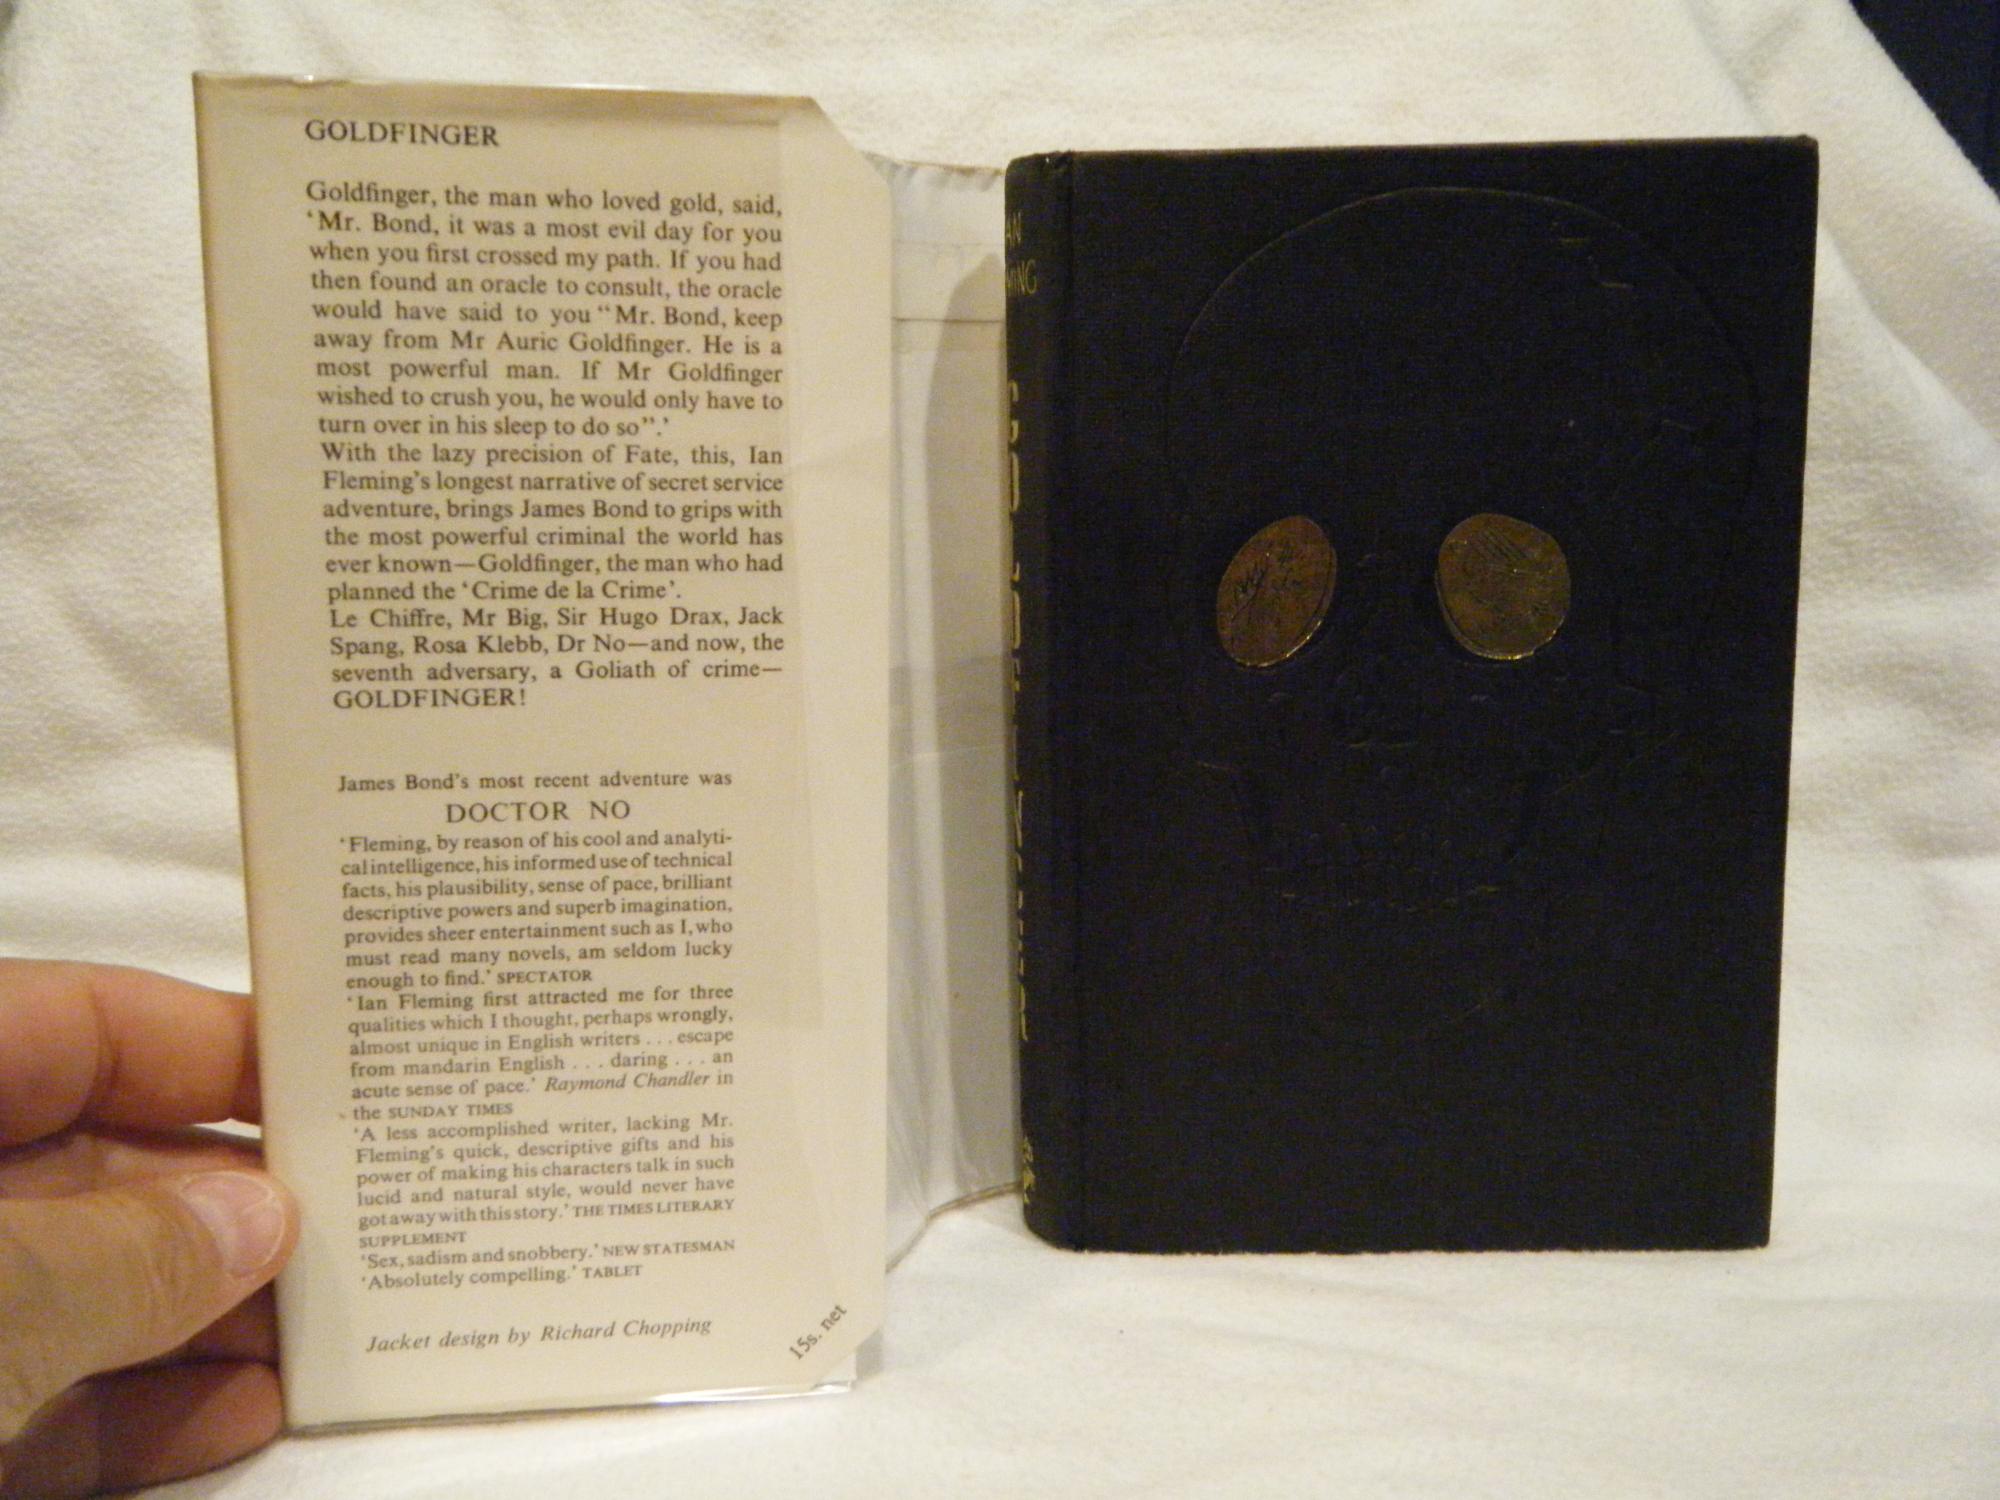 GOLDFINGER
Goldfinger, the man who loved gold, said,
‘Mr. Bond, it was a most evil day for you
when you first crossed my path. If you had
then found an oracle to consult, the oracle
would have said to you “Mr. Bond, keep
away from Mr Auric Goldfinger. He is a
most powerful man. If Mr Goldfinger
wished to crush you, he would only have to
turn over in his sleep to do so”.’
With the lazy precision of Fate, this, Ian
Fleming’s longest narrative of secret service
adventure, brings James Bond to grips with
the most powerful criminal the world has
ever known—Goldfinger, the man who had
planned the ‘Crime de la Crime’.
Le Chiffre, Mr Big, Sir Hugo Drax, Jack
Spang, Rosa Klebb, Dr No—and now, the
seventh adversary, a Goliath of crime—
GOLDFINGER!
James Bond’s most recent adventure was
DOCTOR NO
‘Fleming, by reason of his cool and analyti-
cal intelligence, his informed use of technical
facts, his plausibility, sense of pace, brilliant
descriptive powers and superb imagination,
provides sheer entertainment such as I, who
must read many novels, am seldom lucky
enough to find.’ SPECTATOR
‘Ian Fleming first attracted me for three
qualities which I thought, perhaps wrongly,
almost unique in English writers . . . escape
from mandarin English . . . daring . . . an
acute sense of pace.’ Raymond Chandler in
the SUNDAY TIMES
‘A less accomplished writer, lacking Mr.
Fleming’s quick, descriptive gifts and his
power of making his characters talk in such
lucid and natural style, would never have
got away with this story.’ THE TIMES LITERARY
SUPPLEMENT
‘Sex, sadism and snobbery.’ NEW STATESMAN
‘Absolutely compelling.’ TABLET
Jacket design by Richard Chopping
15s. net